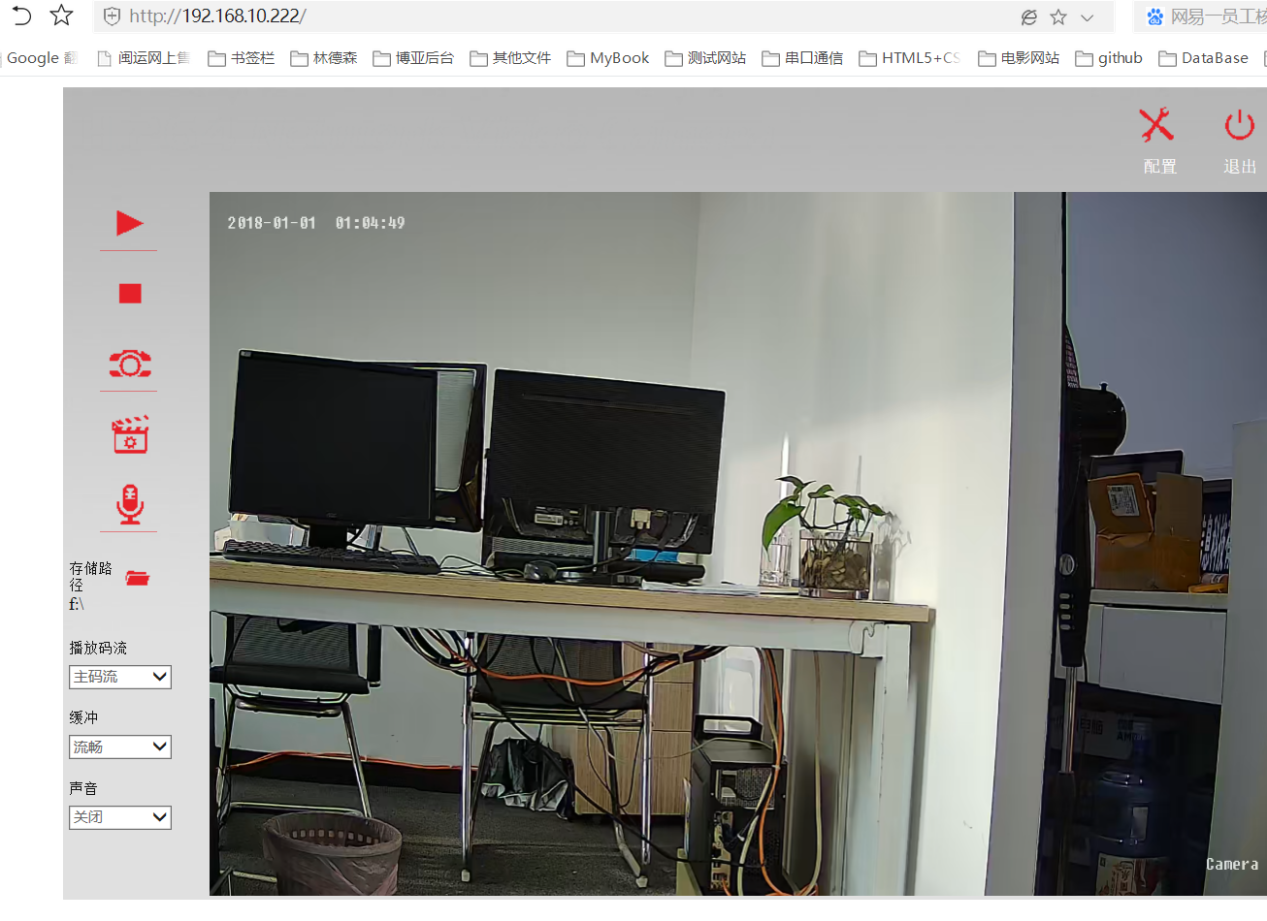 http://192.168.10.222/
网易一员工核
Google 翻
闽运网上售
书签栏
林德森
博亚后台
其他文件
MyBook
测试网站
串口通信
HTML5+CS
电影网站
github
DataBase
配置
退出
2018-01-01 01:04:49
存储路
径
f:\
播放码流
主码流
缓冲
流畅
声音
关闭
Camera